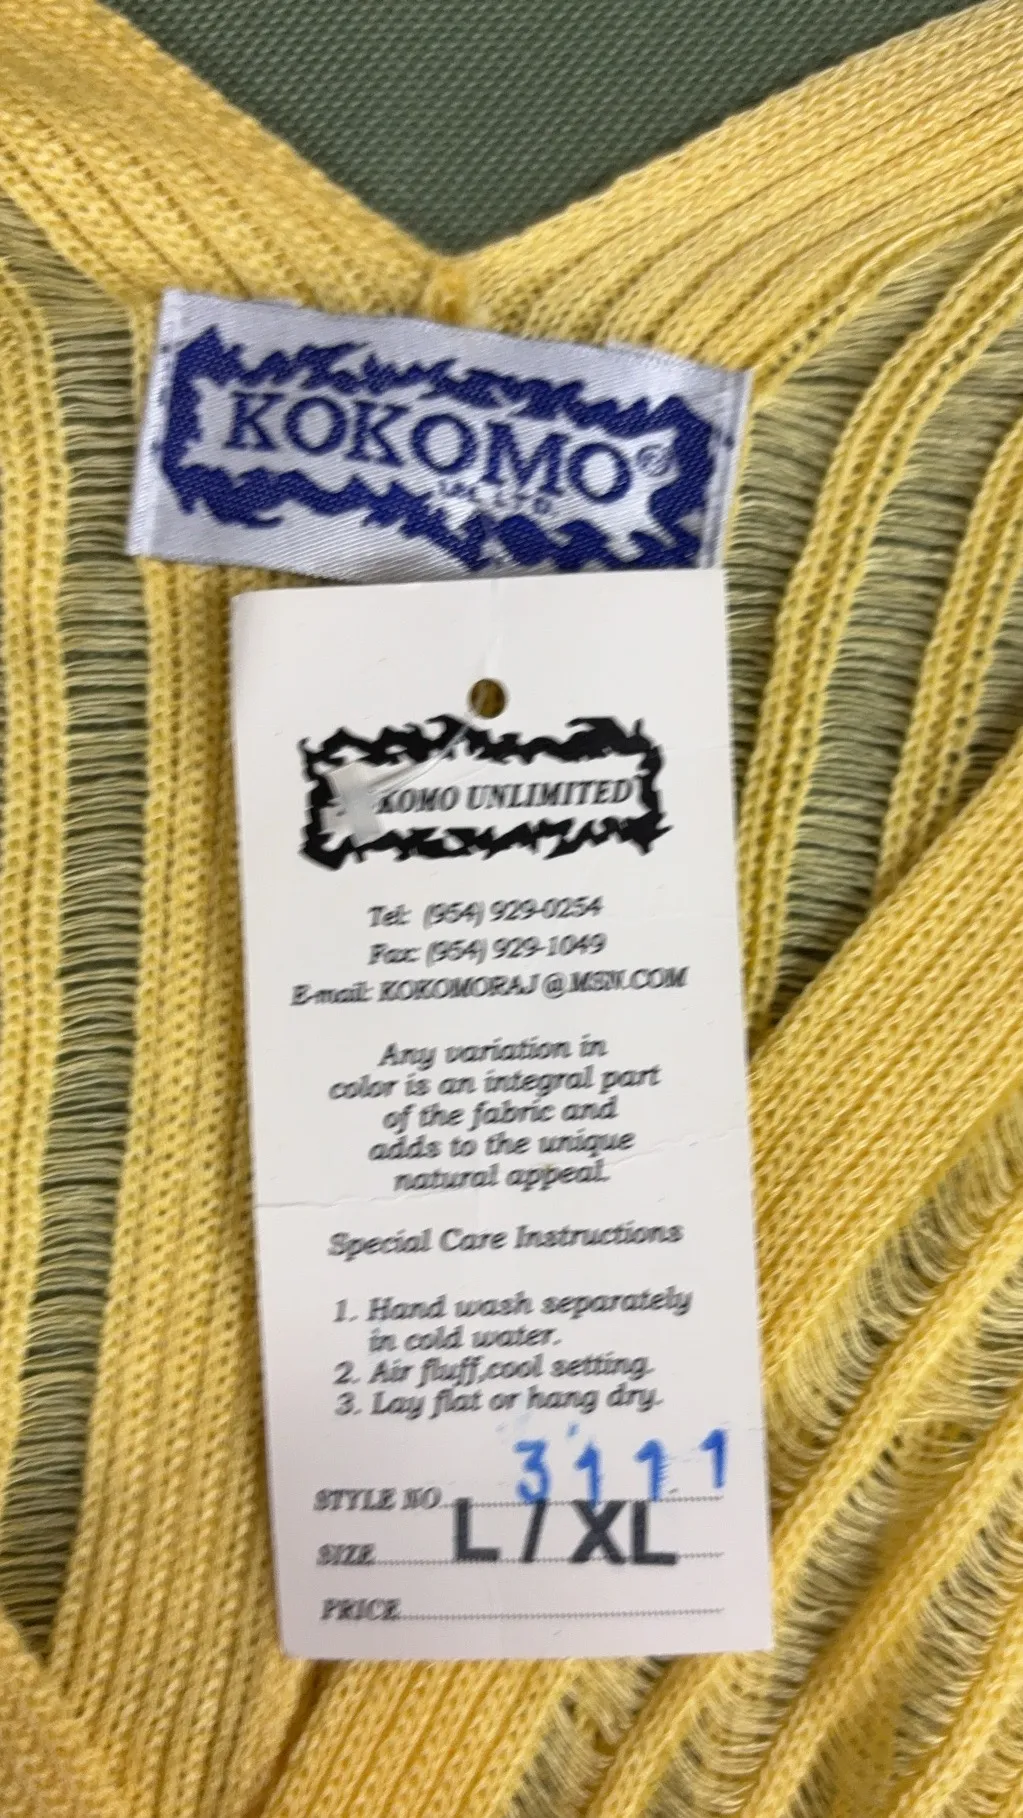 KOKOMO®
INT. LTD.
KOMO UNLIMITED
Tel: (954) 929-0254
Fax: (954) 929-1049
E-mail: KOKOMORAJ@MSN.COM
Any variation in
color is an integral part
of the fabric and
adds to the unique
natural appeal.
Special Care Instructions
1. Hand wash separately
in cold water.
2. Air fluff,cool setting.
3. Lay flat or hang dry.
STYLE NO 3111
SIZE L / XL
PRICE